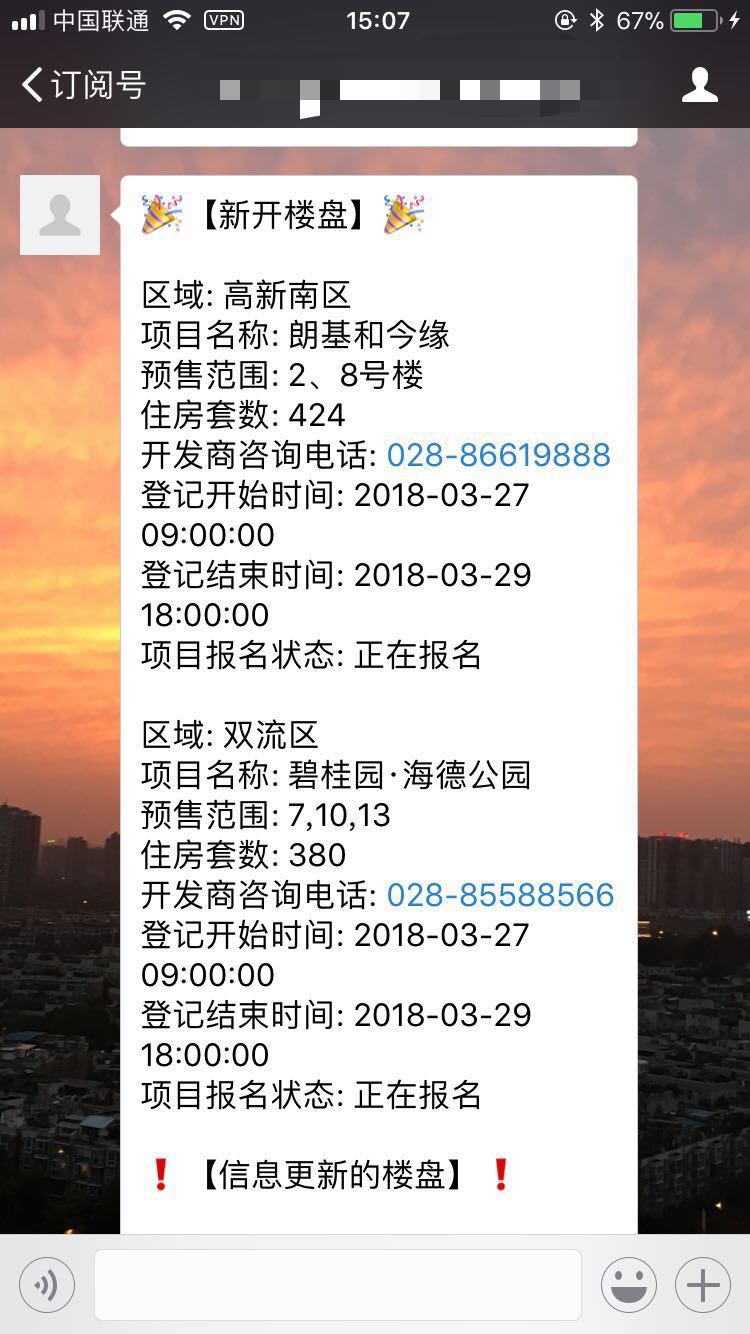 中国联通 VPN 15:07 67%
订阅号
【新开楼盘】
区域: 高新南区
项目名称: 朗基和今缘
预售范围: 2、8号楼
住房套数: 424
开发商咨询电话: 028-86619888
登记开始时间: 2018-03-27
09:00:00
登记结束时间: 2018-03-29
18:00:00
项目报名状态: 正在报名
区域: 双流区
项目名称: 碧桂园·海德公园
预售范围: 7,10,13
住房套数: 380
开发商咨询电话: 028-85588566
登记开始时间: 2018-03-27
09:00:00
登记结束时间: 2018-03-29
18:00:00
项目报名状态: 正在报名
❗【信息更新的楼盘】❗